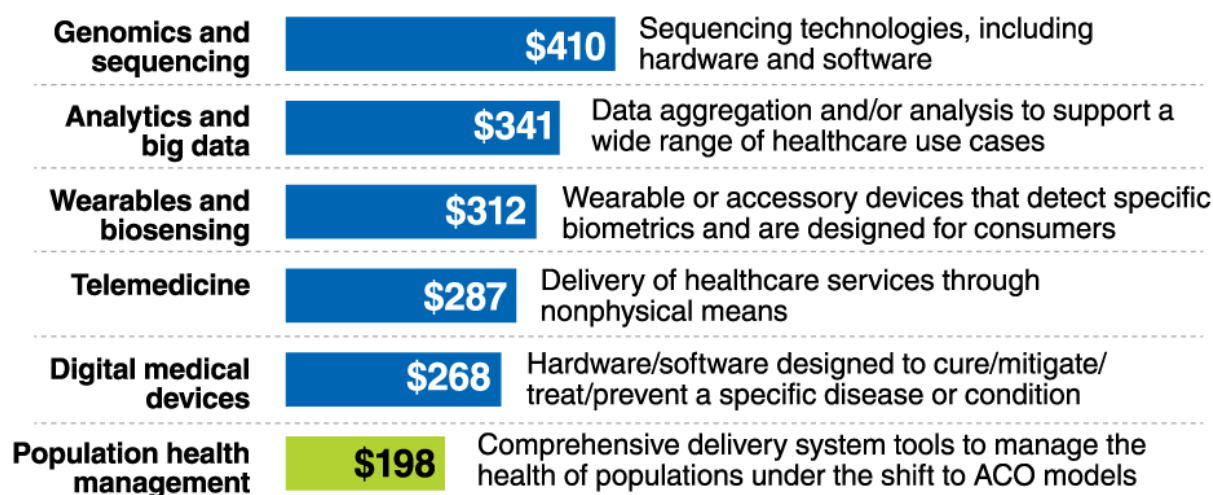 Genomics and
sequencing
$410
Sequencing technologies, including
hardware and software
Analytics and
big data
$341
Data aggregation and/or analysis to support a
wide range of healthcare use cases
Wearables and
biosensing
$312
Wearable or accessory devices that detect specific
biometrics and are designed for consumers
Telemedicine
$287
Delivery of healthcare services through
nonphysical means
Digital medical
devices
$268
Hardware/software designed to cure/mitigate/
treat/prevent a specific disease or condition
Population health
management
$198
Comprehensive delivery system tools to manage the
health of populations under the shift to ACO models